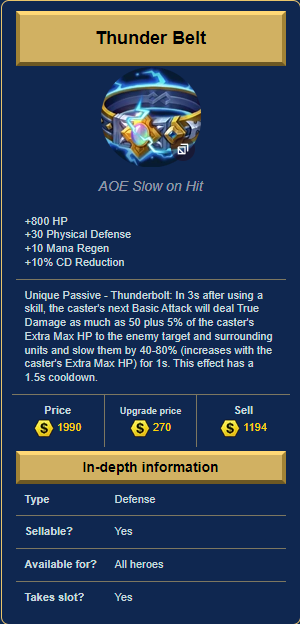 Thunder Belt
AOE Slow on Hit
+800 HP
+30 Physical Defense
+10 Mana Regen
+10% CD Reduction
Unique Passive - Thunderbolt: In 3s after using a
skill, the caster's next Basic Attack will deal True
Damage as much as 50 plus 5% of the caster's
Extra Max HP to the enemy target and surrounding
units and slow them by 40-80% (increases with the
caster's Extra Max HP) for 1s. This effect has a
1.5s cooldown.
Price Upgrade price Sell
S 1990 S 270 S 1194
In-depth information
Type Defense
Sellable? Yes
Available for? All heroes
Takes slot? Yes